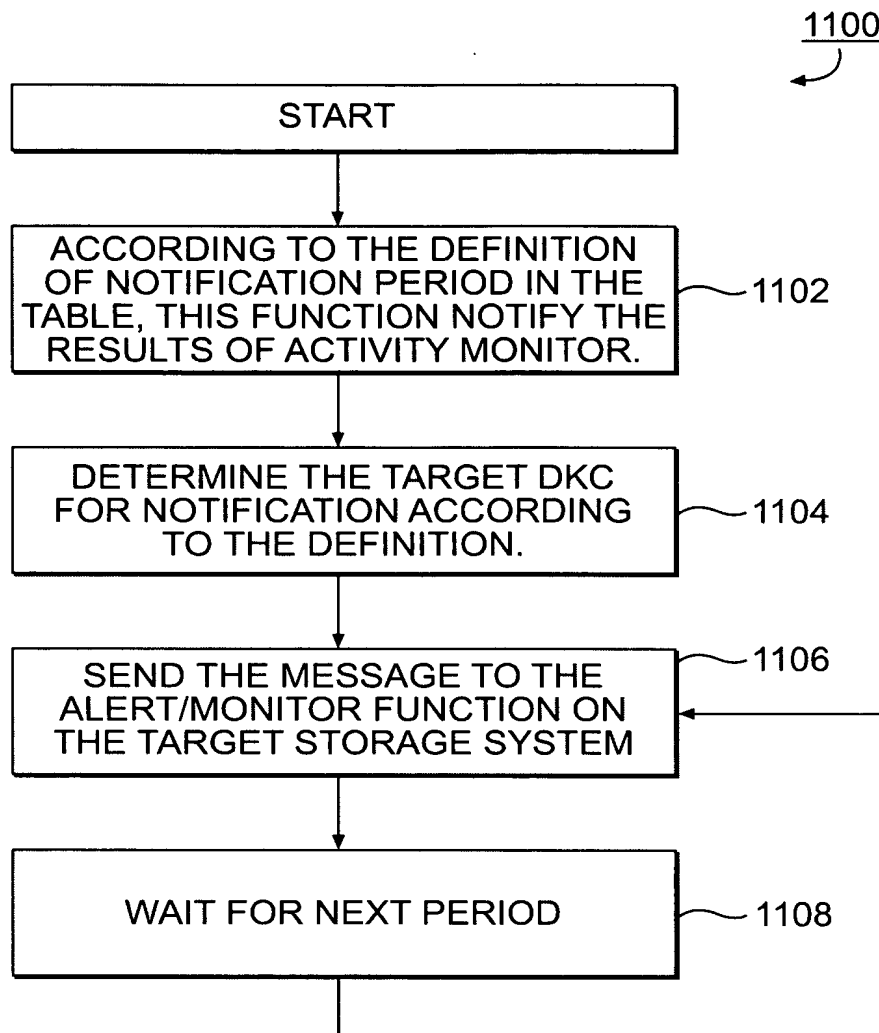 1100
START
ACCORDING TO THE DEFINITION
OF NOTIFICATION PERIOD IN THE
TABLE, THIS FUNCTION NOTIFY THE
RESULTS OF ACTIVITY MONITOR.
1102
DETERMINE THE TARGET DKC
FOR NOTIFICATION ACCORDING
TO THE DEFINITION.
1104
SEND THE MESSAGE TO THE
ALERT/MONITOR FUNCTION ON
THE TARGET STORAGE SYSTEM
1106
WAIT FOR NEXT PERIOD
1108